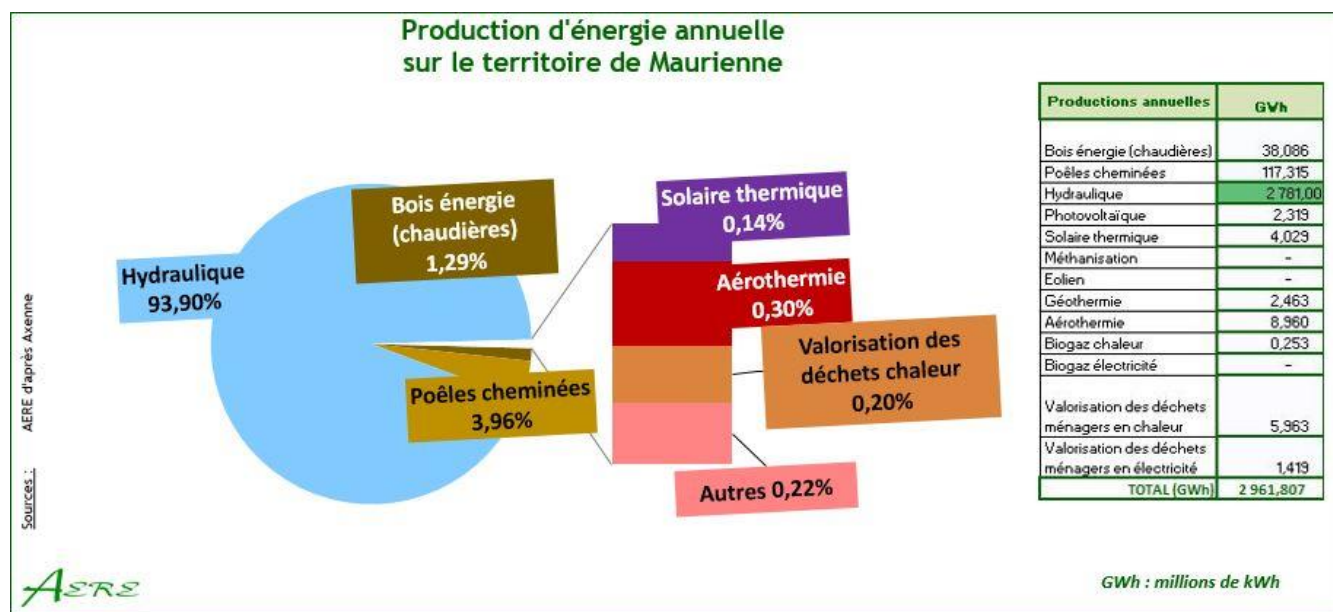 Production d'énergie annuelle
sur le territoire de Maurienne
Hydraulique
93,90%
Bois énergie
(chaudières)
1,29%
Poêles cheminées
3,96%
Solaire thermique
0,14%
Aérothermie
0,30%
Valorisation des
déchets chaleur
0,20%
Autres 0,22%
Productions annuelles GWh
Bois énergie (chaudières) 38,086
Poêles cheminées 117,315
Hydraulique 2 781,00
Photovoltaïque 2,319
Solaire thermique 4,029
Méthanisation -
Eolien -
Géothermie 2,463
Aérothermie 8,960
Biogaz chaleur 0,253
Biogaz électricité -
Valorisation des déchets
ménagers en chaleur 5,963
Valorisation des déchets
ménagers en électricité 1,419
TOTAL (GWh) 2 961,807
Sources : AERE d'après Axenne
AERE
GWh : millions de kWh